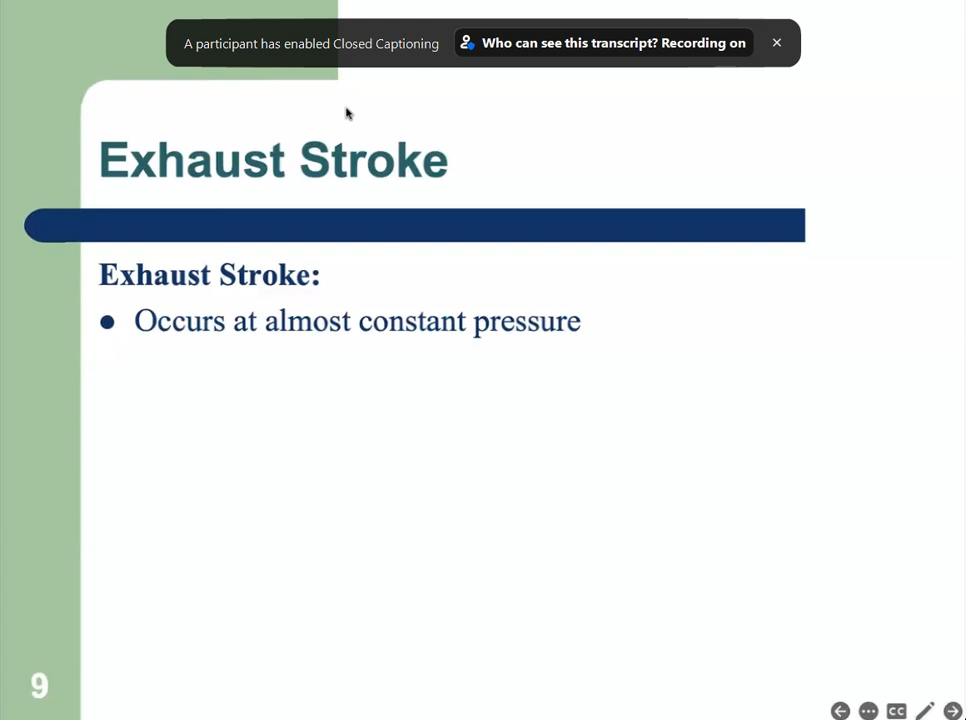 A participant has enabled Closed Captioning Who can see this transcript? Recording on
Exhaust Stroke
Exhaust Stroke:
● Occurs at almost constant pressure
9
CC